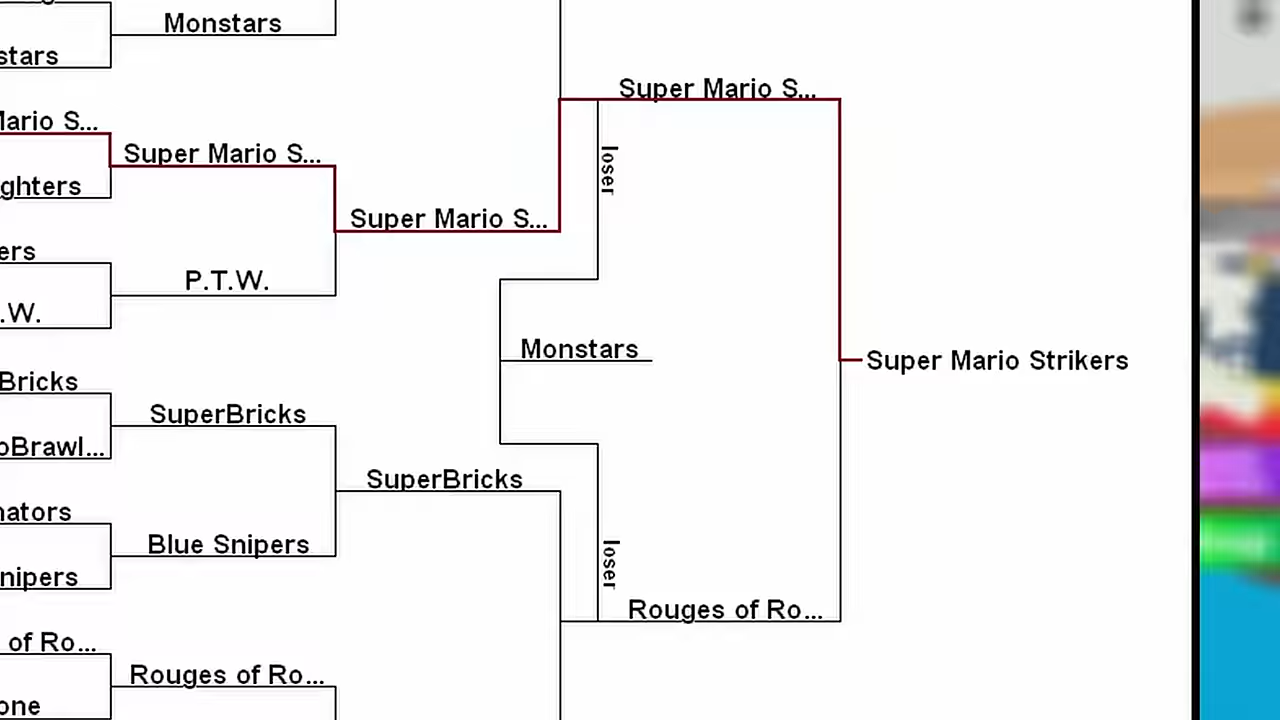 Monstars
stars
Super Mario S...
Mario S...
Super Mario S...
ghters
Super Mario S...
ers
P.T.W.
.W.
loser
Monstars
Super Mario Strikers
Bricks
SuperBricks
oBrawl...
SuperBricks
nators
Blue Snipers
nipers
loser
Rouges of Ro...
of Ro...
Rouges of Ro...
one